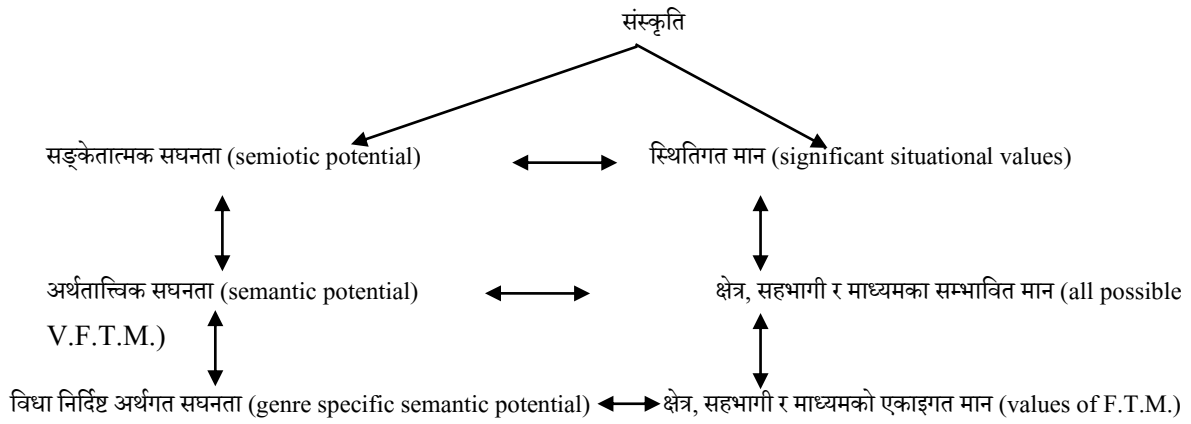 संस्कृति
सङ्केतात्मक सघनता (semiotic potential) स्थितिगत मान (significant situational values)
अर्थतात्त्विक सघनता (semantic potential) क्षेत्र, सहभागी र माध्यमका सम्भावित मान (all possible
V.F.T.M.)
विधा निर्दिष्ट अर्थगत सघनता (genre specific semantic potential) क्षेत्र, सहभागी र माध्यमको एकाइगत मान (values of F.T.M.)